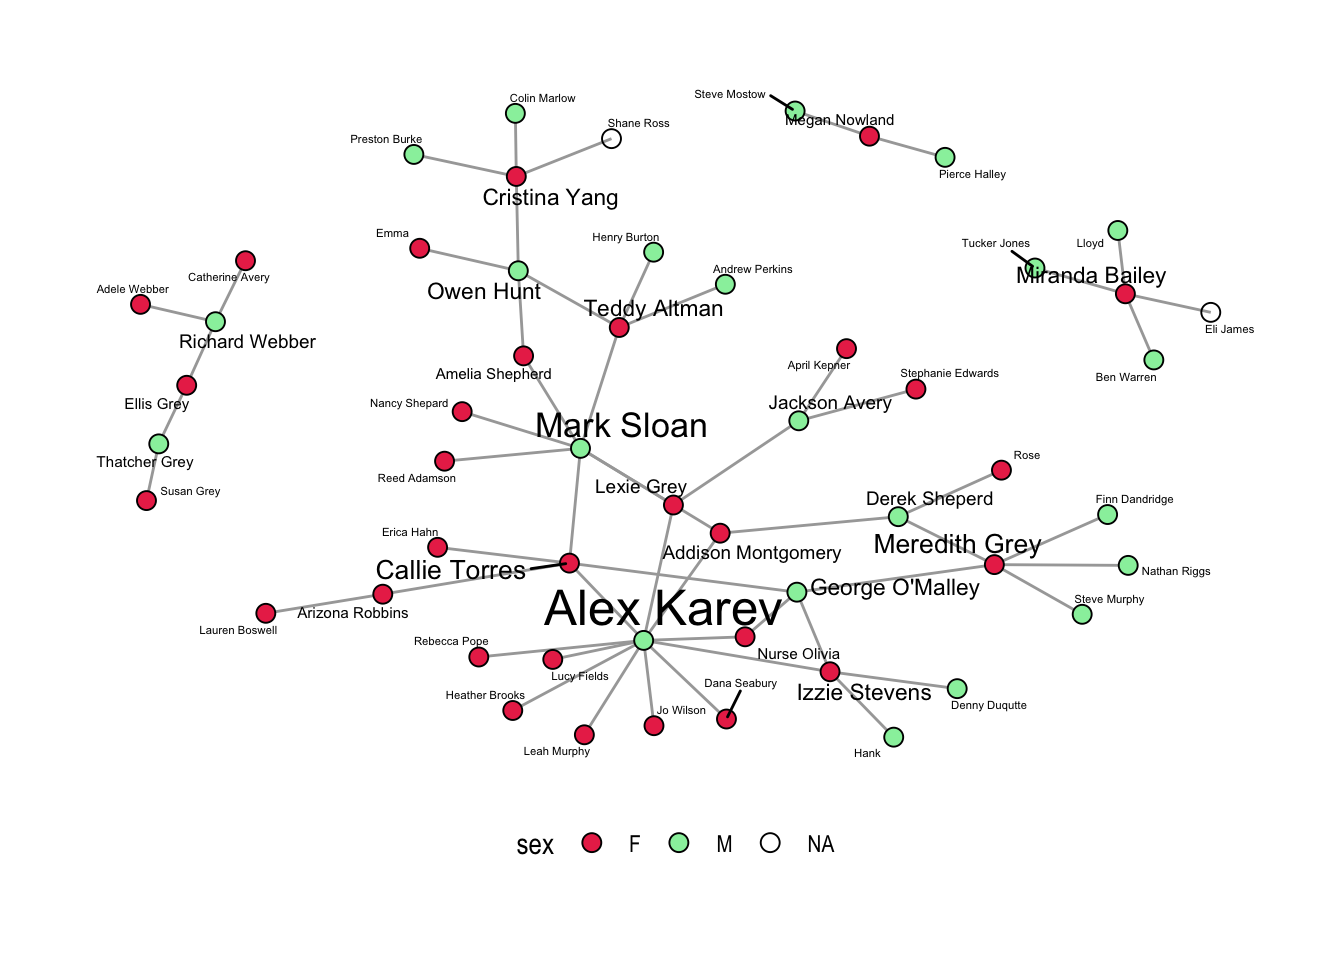 Steve Mostow
Colin Marlow
Megan Nowland
Shane Ross
Preston Burke
Pierce Halley
Cristina Yang
Emma
Henry Burton
Tucker Jones
Lloyd
Andrew Perkins
Catherine Avery
Miranda Bailey
Adele Webber
Owen Hunt
Teddy Altman
Eli James
Richard Webber
April Kepner
Amelia Shepherd
Stephanie Edwards
Ben Warren
Ellis Grey
Nancy Shepard
Jackson Avery
Mark Sloan
Rose
Thatcher Grey
Reed Adamson
Lexie Grey
Susan Grey
Derek Sheperd
Finn Dandridge
Erica Hahn
Meredith Grey
Addison Montgomery
Callie Torres
Nathan Riggs
George O'Malley
Steve Murphy
Alex Karev
Arizona Robbins
Lauren Boswell
Rebecca Pope
Nurse Olivia
Lucy Fields
Dana Seabury
Heather Brooks
Izzie Stevens
Denny Duqutte
Jo Wilson
Leah Murphy
Hank
sex F M NA